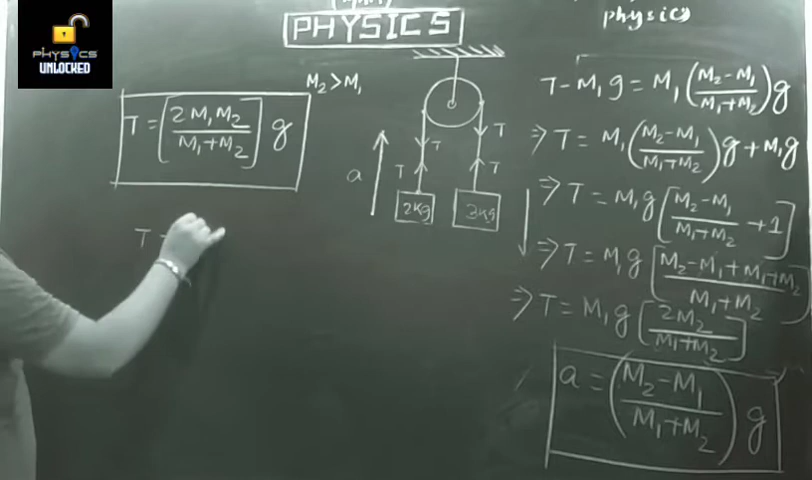 PHYSICS
UNLOCKED
PHYSICS
physics
M₂>M₁
T = [2M₁M₂/(M₁+M₂)] g
T -
a
T
T
T
T
2kg
3kg
T-M₁g = M₁((M₂-M₁)/(M₁+M₂))g
⇒ T = M₁((M₂-M₁)/(M₁+M₂))g+M₁g
⇒ T = M₁g[(M₂-M₁)/(M₁+M₂) +1]
⇒ T = M₁g[(M₂-M₁+M₁+M₂)/(M₁+M₂)]
⇒ T = M₁g[2M₂/(M₁+M₂)]
a = ((M₂-M₁)/(M₁+M₂)) g